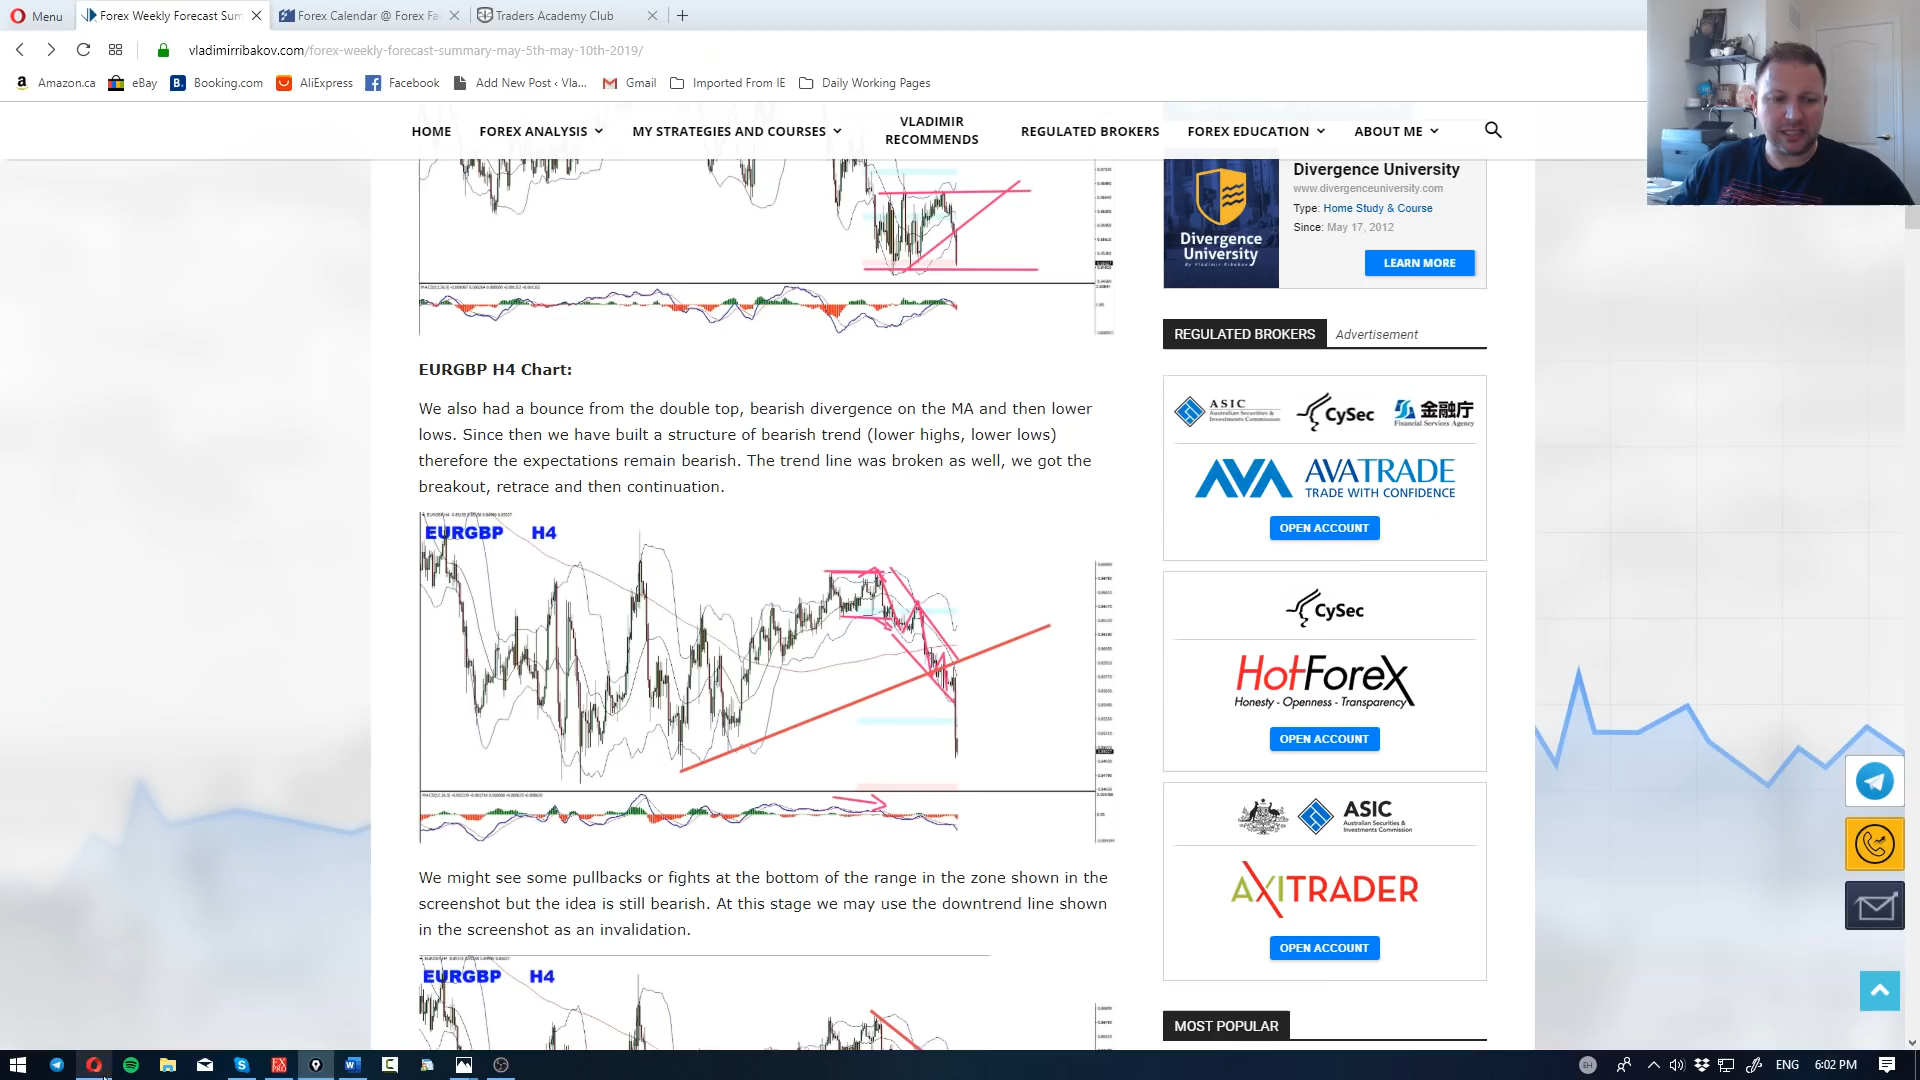 Menu
Forex Weekly Forecast Sum
Forex Calendar @ Forex Fa
Traders Academy Club
vladimirribakov.com/forex-weekly-forecast-summary-may-5th-may-10th-2019/
Amazon.ca
eBay
Booking.com
AliExpress
Facebook
Add New Post ‹ Vla...
Gmail
Imported From IE
Daily Working Pages
HOME
FOREX ANALYSIS
MY STRATEGIES AND COURSES
VLADIMIR
RECOMMENDS
REGULATED BROKERS
FOREX EDUCATION
ABOUT ME
EURGBP H4 Chart:
We also had a bounce from the double top, bearish divergence on the MA and then lower
lows. Since then we have built a structure of bearish trend (lower highs, lower lows)
therefore the expectations remain bearish. The trend line was broken as well, we got the
breakout, retrace and then continuation.
EURGBP H4
We might see some pullbacks or fights at the bottom of the range in the zone shown in the
screenshot but the idea is still bearish. At this stage we may use the downtrend line shown
in the screenshot as an invalidation.
EURGBP H4
Divergence
University
By Vladimir Ribakov
Divergence University
www.divergenceuniversity.com
Type: Home Study & Course
Since: May 17, 2012
LEARN MORE
REGULATED BROKERS
Advertisement
ASIC
Australian Securities &
Investments Commission
CySec
金融庁
Financial Services Agency
AVA AVATRADE
TRADE WITH CONFIDENCE
OPEN ACCOUNT
CySec
HotForex
Honesty - Openness - Transparency
OPEN ACCOUNT
ASIC
Australian Securities &
Investments Commission
AXITRADER
OPEN ACCOUNT
MOST POPULAR
ENG
6:02 PM